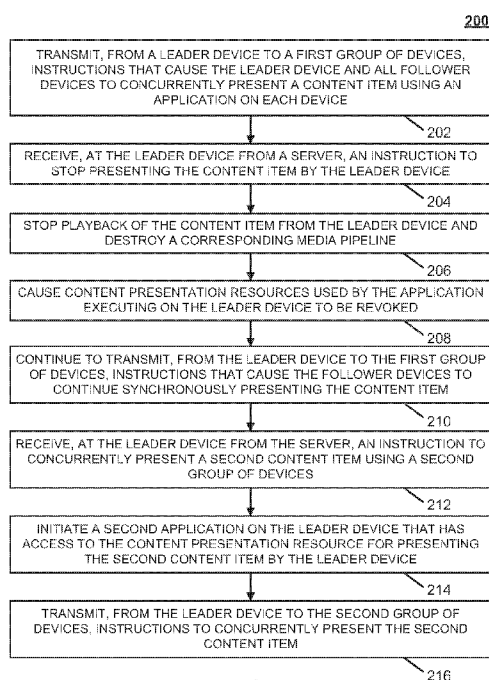 200
TRANSMIT, FROM A LEADER DEVICE TO A FIRST GROUP OF DEVICES,
INSTRUCTIONS THAT CAUSE THE LEADER DEVICE AND ALL FOLLOWER
DEVICES TO CONCURRENTLY PRESENT A CONTENT ITEM USING AN
APPLICATION ON EACH DEVICE
202
RECEIVE, AT THE LEADER DEVICE FROM A SERVER, AN INSTRUCTION TO
STOP PRESENTING THE CONTENT ITEM BY THE LEADER DEVICE
204
STOP PLAYBACK OF THE CONTENT ITEM FROM THE LEADER DEVICE AND
DESTROY A CORRESPONDING MEDIA PIPELINE
206
CAUSE CONTENT PRESENTATION RESOURCES USED BY THE APPLICATION
EXECUTING ON THE LEADER DEVICE TO BE REVOKED
208
CONTINUE TO TRANSMIT, FROM THE LEADER DEVICE TO THE FIRST GROUP
OF DEVICES, INSTRUCTIONS THAT CAUSE THE FOLLOWER DEVICES TO
CONTINUE SYNCHRONOUSLY PRESENTING THE CONTENT ITEM
210
RECEIVE, AT THE LEADER DEVICE FROM THE SERVER, AN INSTRUCTION TO
CONCURRENTLY PRESENT A SECOND CONTENT ITEM USING A SECOND
GROUP OF DEVICES
212
INITIATE A SECOND APPLICATION ON THE LEADER DEVICE THAT HAS
ACCESS TO THE CONTENT PRESENTATION RESOURCE FOR PRESENTING
THE SECOND CONTENT ITEM BY THE LEADER DEVICE
214
TRANSMIT, FROM THE LEADER DEVICE TO THE SECOND GROUP OF
DEVICES, INSTRUCTIONS TO CONCURRENTLY PRESENT THE SECOND
CONTENT ITEM
216